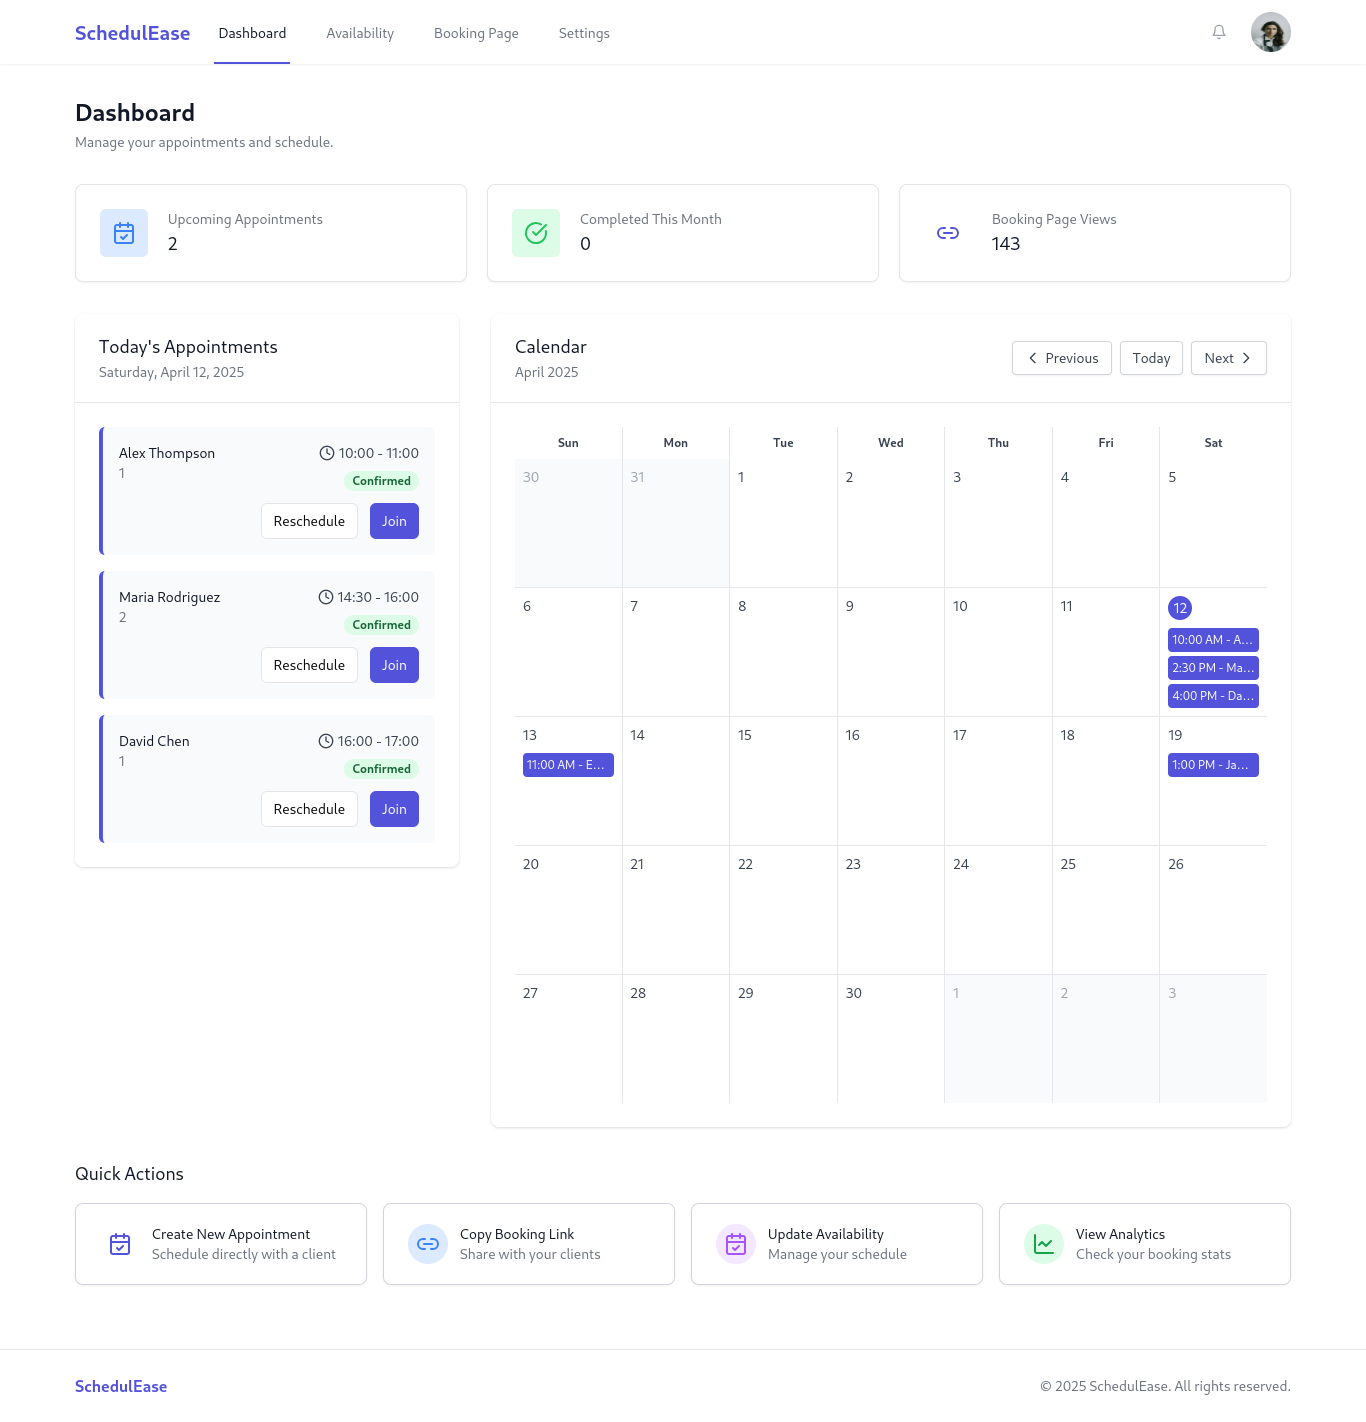 SchedulEase
Dashboard
Availability
Booking Page
Settings
Dashboard
Manage your appointments and schedule.
Upcoming Appointments
2
Completed This Month
0
Booking Page Views
143
Today's Appointments
Saturday, April 12, 2025
Alex Thompson
10:00 - 11:00
1
Confirmed
Reschedule
Join
Maria Rodriguez
14:30 - 16:00
2
Confirmed
Reschedule
Join
David Chen
16:00 - 17:00
1
Confirmed
Reschedule
Join
Calendar
April 2025
Previous
Today
Next
Sun Mon Tue Wed Thu Fri Sat
30 31 1 2 3 4 5
6 7 8 9 10 11 12
10:00 AM - A...
2:30 PM - Ma...
4:00 PM - Da...
13 14 15 16 17 18 19
11:00 AM - E...
1:00 PM - Ja...
20 21 22 23 24 25 26
27 28 29 30 1 2 3
Quick Actions
Create New Appointment
Schedule directly with a client
Copy Booking Link
Share with your clients
Update Availability
Manage your schedule
View Analytics
Check your booking stats
SchedulEase
© 2025 SchedulEase. All rights reserved.